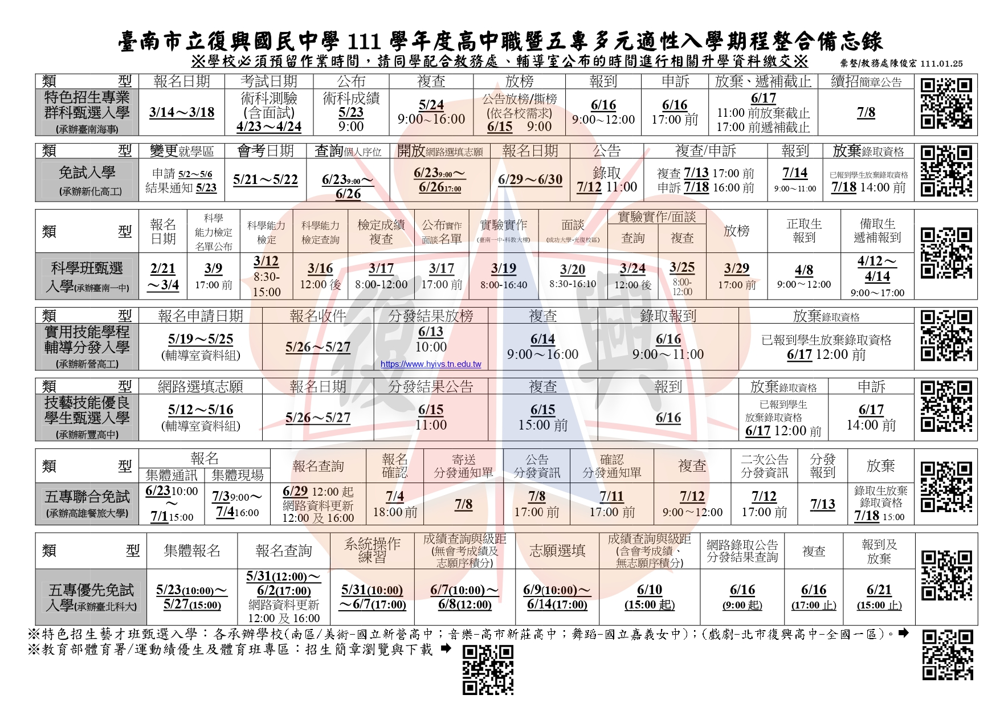 臺南市立復興國民中學 111 學年度高中職暨五專多元適性入學期程整合備忘錄
※學校必須預留作業時間，請同學配合教務處、輔導室公布的時間進行相關升學資料繳交※ 彙整/教務處陳俊宏 111.01.25
類 型 報名日期 考試日期 公布 複查 放榜 報到 申訴 放棄、遞補截止 續招簡章公告
特色招生專業
群科甄選入學
(承辦臺南海事)
3/14～3/18
術科測驗
(含面試)
4/23～4/24
術科成績
5/23
9:00
5/24
9:00~16:00
公告放榜/撕榜
(依各校需求)
6/15 9:00
6/16
9:00~12:00
6/16
17:00 前
6/17
11:00 前放棄截止
17:00 前遞補截止
7/8
類 型 變更就學區 會考日期 查詢個人序位 開放網路選填志願 報名日期 公告 複查/申訴 報到 放棄錄取資格
免試入學
(承辦新化高工)
申請 5/2～5/6
結果通知 5/23
5/21～5/22
6/239:00～
6/26
6/239:00～
6/2617:00
6/29～6/30
錄取
7/12 11:00
複查 7/13 17:00 前
申訴 7/18 16:00 前
7/14
9:00～11:00
已報到學生放棄錄取資格
7/18 14:00 前
類 型
報名
日期
科學
能力檢定
名單公布
科學能力
檢定
科學能力
檢定查詢
檢定成績
複查
公布實作
面談名單
實驗實作
(臺南一中-科教大樓)
面談
(成功大學-光復校區)
實驗實作/面談
查詢 複查
放榜
正取生
報到
備取生
遞補報到
科學班甄選
入學(承辦臺南一中)
2/21
～3/4
3/9
17:00 前
3/12
8:30-
15:00
3/16
12:00 後
3/17
8:00-12:00
3/17
17:00 前
3/19
8:00-16:40
3/20
8:30-16:10
3/24
12:00 後
3/25
8:00-
12:00
3/29
17:00 前
4/8
9:00～12:00
4/12～
4/14
9:00～17:00
復 興
類 型 報名申請日期 報名收件 分發結果放榜 複查 錄取報到 放棄錄取資格
實用技能學程
輔導分發入學
(承辦新營高工)
5/19～5/25
(輔導室資料組)
5/26～5/27
6/13
10:00
https://www.hyivs.tn.edu.tw
6/14
9:00～16:00
6/16
9:00～11:00
已報到學生放棄錄取資格
6/17 12:00 前
類 型 網路選填志願 報名日期 分發結果公告 複查 報到 放棄錄取資格 申訴
技藝技能優良
學生甄選入學
(承辦新豐高中)
5/12～5/16
(輔導室資料組)
5/26～5/27
6/15
11:00
6/15
15:00 前
6/16
已報到學生
放棄錄取資格
6/17 12:00 前
6/17
14:00 前
類 型
報名
集體通訊 集體現場
報名查詢
報名
確認
寄送
分發通知單
公告
分發資訊
確認
分發通知單
複查
二次公告
分發資訊
分發
報到
放棄
五專聯合免試
(承辦高雄餐旅大學)
6/2310:00
～
7/115:00
7/39:00～
7/416:00
6/29 12:00 起
網路資料更新
12:00 及 16:00
7/4
18:00 前
7/8
7/8
17:00 前
7/11
17:00 前
7/12
9:00～12:00
7/12
17:00 前
7/13
錄取生放棄
錄取資格
7/18 15:00
類 型 集體報名 報名查詢
系統操作
練習
成績查詢與級距
(無會考成績及
志願序積分)
志願選填
成績查詢與級距
(含會考成績、
無志願序積分)
網路錄取公告
分發結果查詢
複查
報到及
放棄
五專優先免試
入學(承辦臺北科大)
5/23(10:00)～
5/27(15:00)
5/31(12:00)～
6/2(17:00)
網路資料更新
12:00 及 16:00
5/31(10:00)
～6/7(17:00)
6/7(10:00)～
6/8(12:00)
6/9(10:00)～
6/14(17:00)
6/10
(15:00 起)
6/16
(9:00 起)
6/16
(17:00 止)
6/21
(15:00 止)
※特色招生藝才班甄選入學：各承辦學校(南區/美術-國立新營高中；音樂-高市新莊高中；舞蹈-國立嘉義女中)；(戲劇-北市復興高中-全國一區)。➡
※教育部體育署/運動績優生及體育班專區：招生簡章瀏覽與下載 ➡